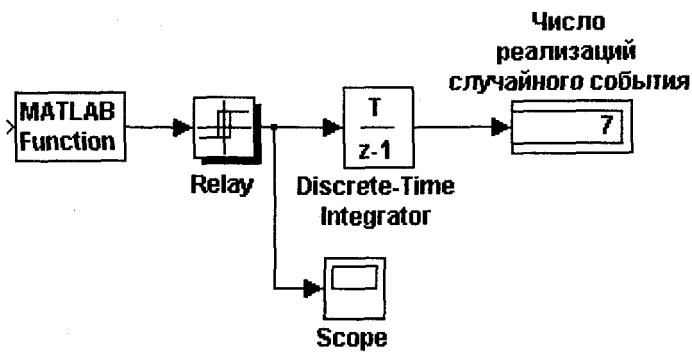 Число
реализаций
случайного события
MATLAB
Function
Relay
T
z-1
Discrete-Time
Integrator
7
Scope